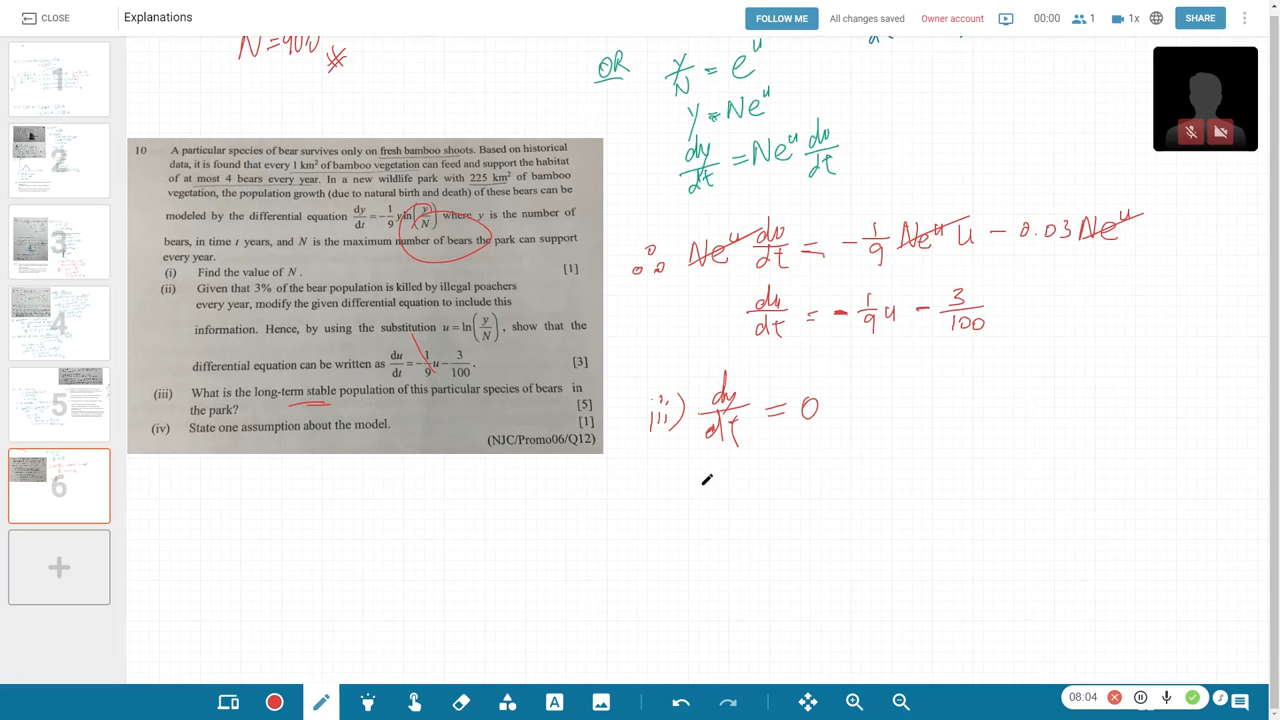 CLOSE
Explanations
FOLLOW ME
All changes saved
Owner account
00:00
1
1x
SHARE
1
2
3
4
5
6
+
N = 900
OR y/N = e^u
y = Ne^u
dy/dt = Ne^u du/dt
∴ Ne^u du/dt = -1/9 Ne^u u - 0.03 Ne^u
du/dt = -1/9 u - 3/100
iii) dy/dt = 0
10 A particular species of bear survives only on fresh bamboo shoots. Based on historical
data, it is found that every 1 km² of bamboo vegetation can feed and support the habitat
of at most 4 bears every year. In a new wildlife park with 225 km² of bamboo
vegetation, the population growth (due to natural birth and death) of these bears can be
modeled by the differential equation dy/dt = -1/9 y ln(y/N) where y is the number of
bears, in time t years, and N is the maximum number of bears the park can support
every year.
(i) Find the value of N. [1]
(ii) Given that 3% of the bear population is killed by illegal poachers
every year, modify the given differential equation to include this
information. Hence, by using the substitution u = ln(y/N), show that the
differential equation can be written as du/dt = -1/9 u - 3/100. [3]
(iii) What is the long-term stable population of this particular species of bears in
the park? [5]
(iv) State one assumption about the model. [1]
(NJC/Promo06/Q12)
08:04